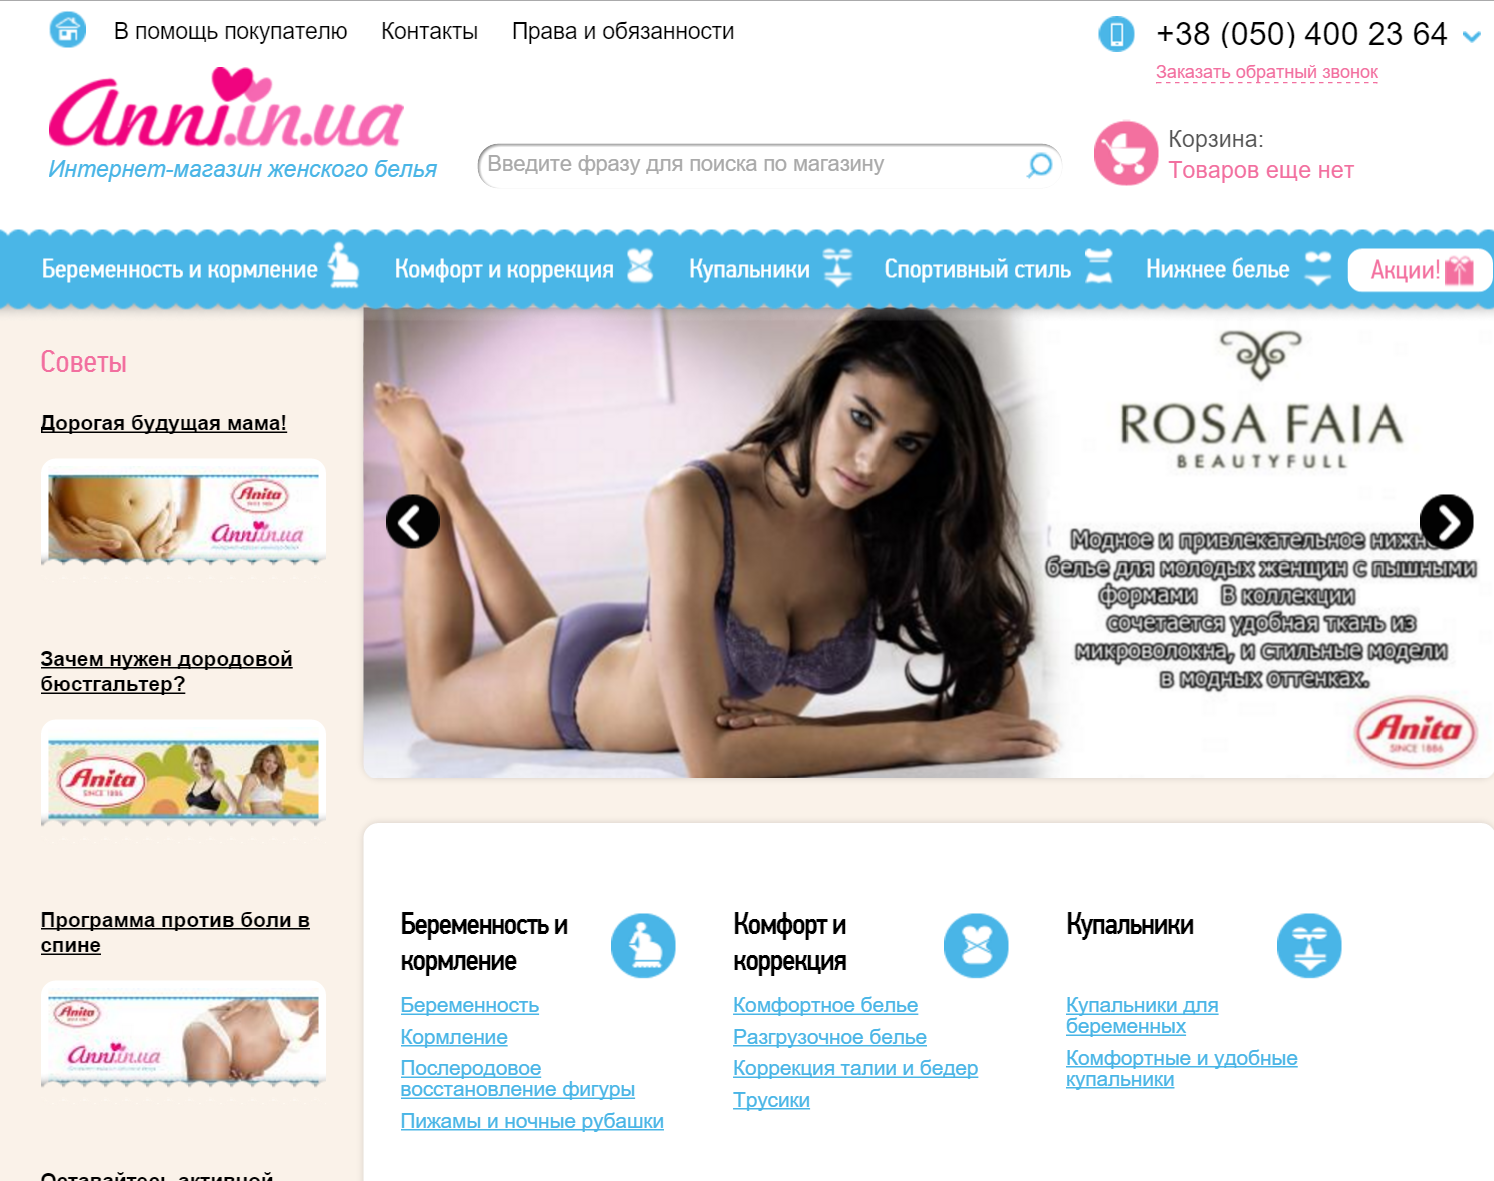 В помощь покупателю Контакты Права и обязанности
+38 (050) 400 23 64
Заказать обратный звонок
Anni.in.ua
Интернет-магазин женского белья
Введите фразу для поиска по магазину
Корзина:
Товаров еще нет
Беременность и кормление Комфорт и коррекция Купальники Спортивный стиль Нижнее белье Акции!
Советы
Дорогая будущая мама!
Anita
SINCE 1886
Anni.in.ua
Зачем нужен дородовой
бюстгальтер?
Anita
SINCE 1886
Программа против боли в
спине
Anita
Anni.in.ua
Оставайтесь активной
ROSA FAIA
BEAUTYFULL
Модное и привлекательное
белье для молодых женщин с пышными
формами В коллекции
сочетается удобная ткань из
микроволокна, и стильные модели
в модных оттенках.
Anita
SINCE 1886
Беременность и
кормление
Беременность
Кормление
Послеродовое
восстановление фигуры
Пижамы и ночные рубашки
Комфорт и
коррекция
Комфортное белье
Разгрузочное белье
Коррекция талии и бедер
Трусики
Купальники
Купальники для
беременных
Комфортные и удобные
купальники